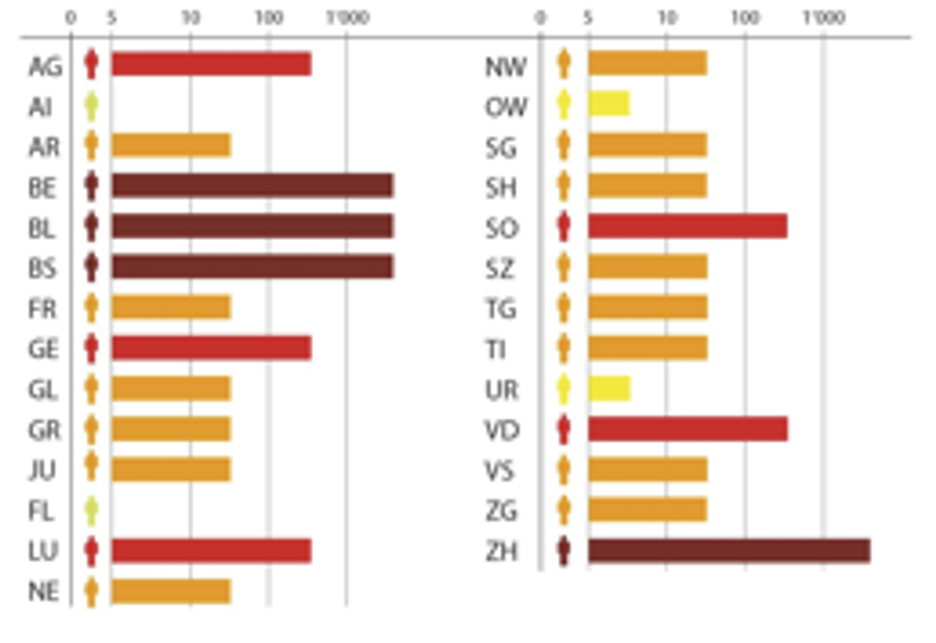 0 5 10 100 1'000
AG
AI
AR
BE
BL
BS
FR
GE
GL
GR
JU
FL
LU
NE
0 5 10 100 1'000
NW
OW
SG
SH
SO
SZ
TG
TI
UR
VD
VS
ZG
ZH